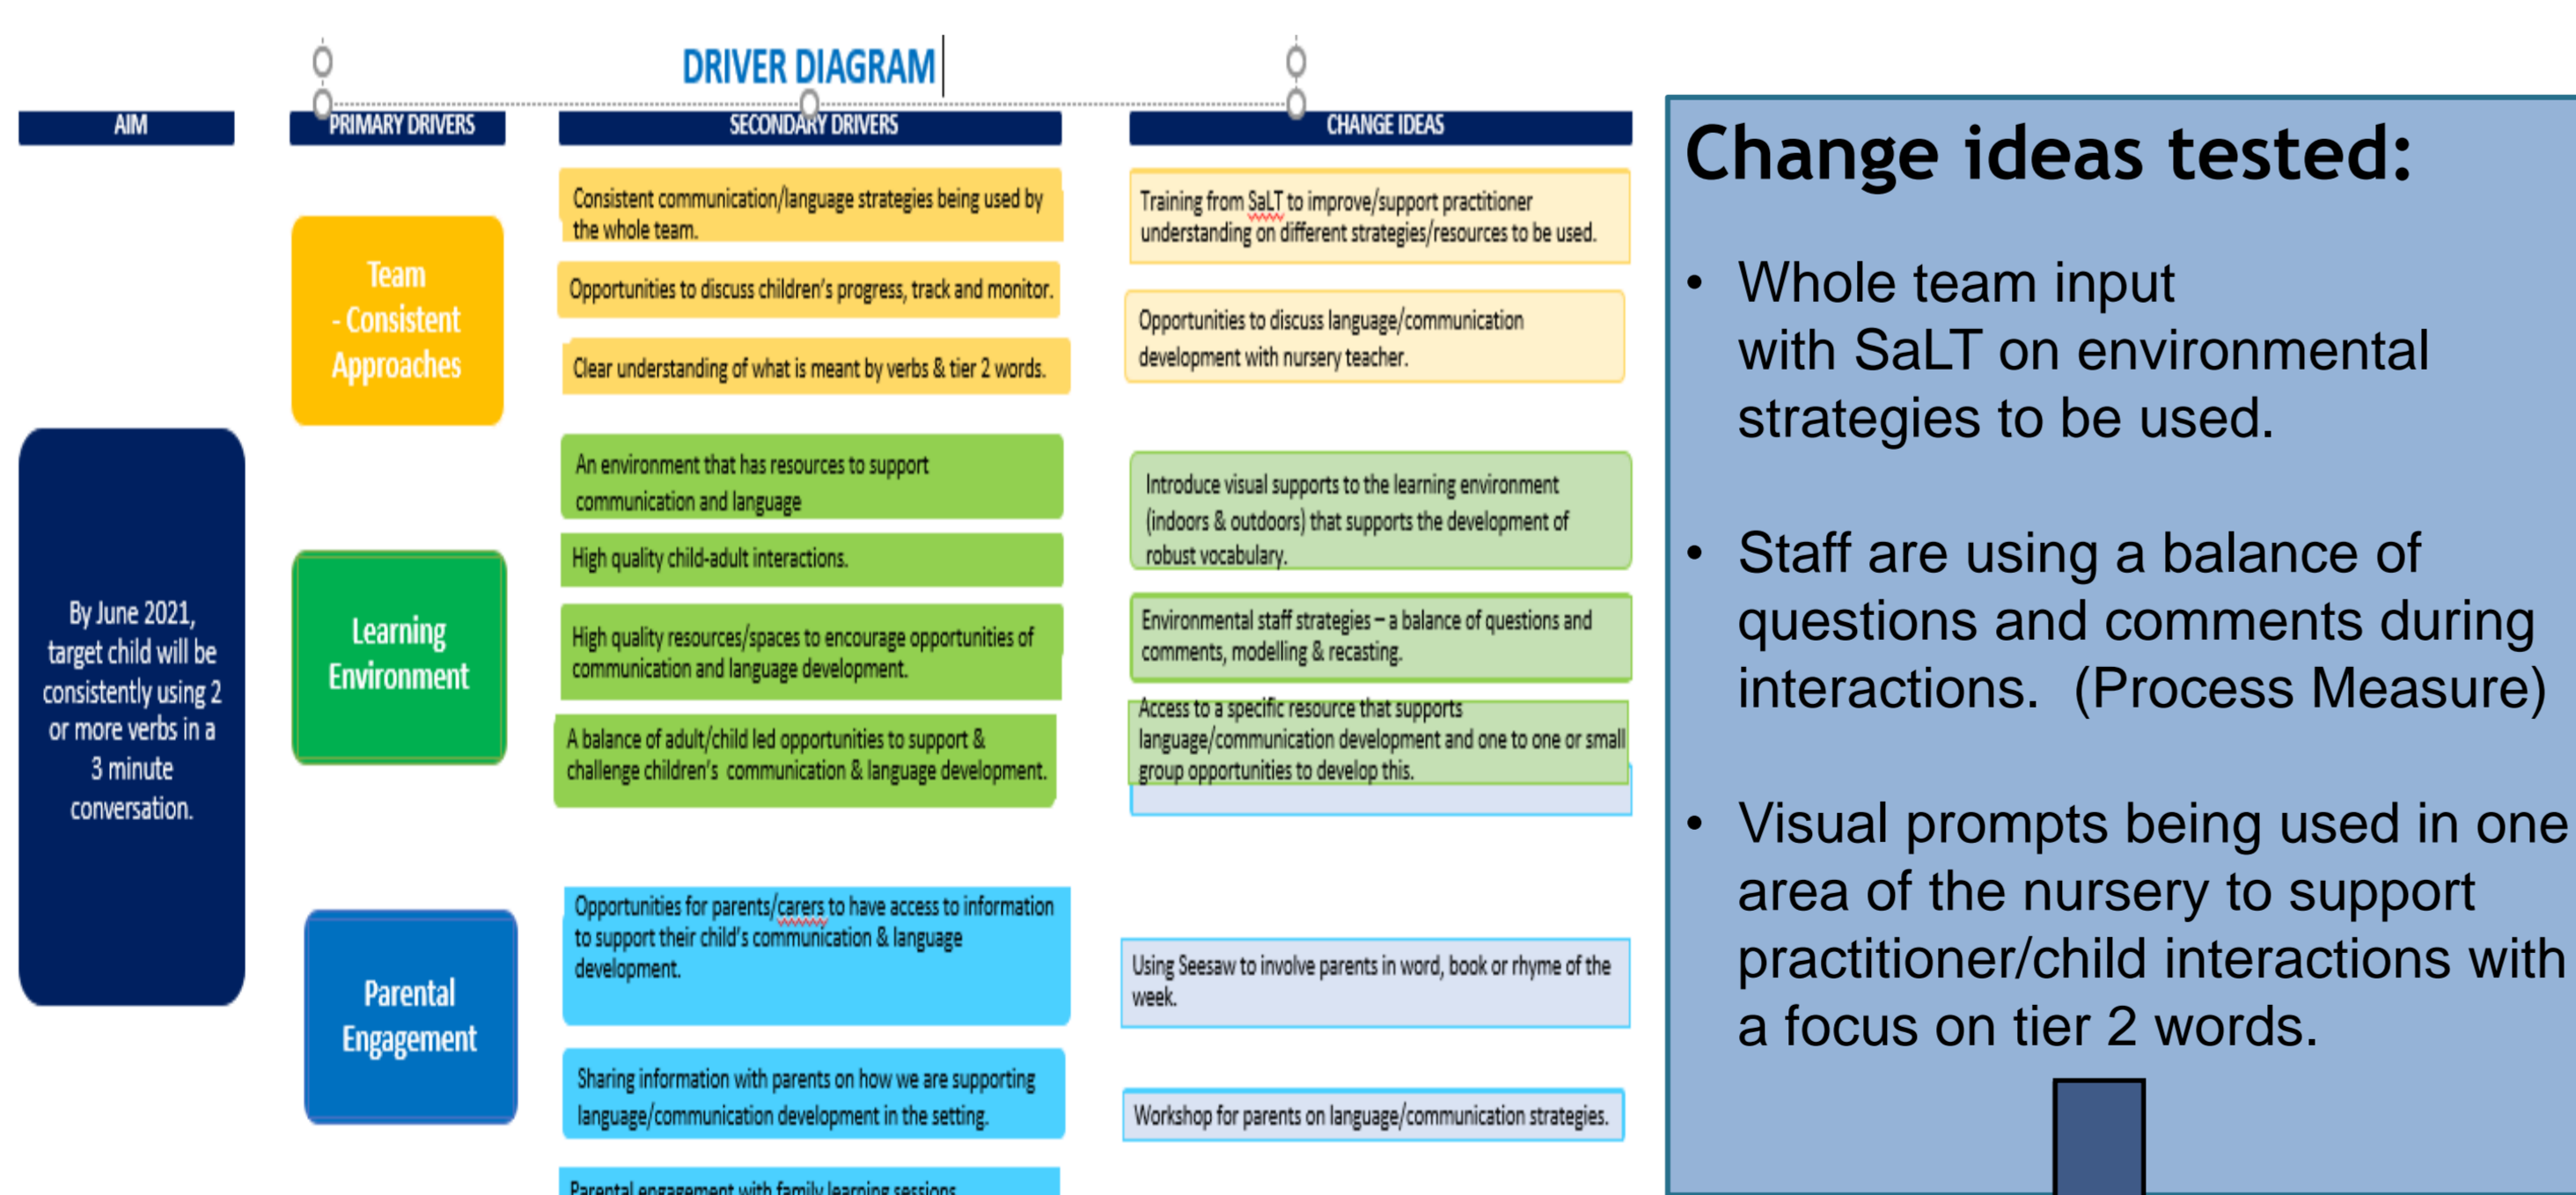 DRIVER DIAGRAM
AIM
PRIMARY DRIVERS
SECONDARY DRIVERS
CHANGE IDEAS
By June 2021,
target child will be
consistently using 2
or more verbs in a
3 minute
conversation.
Team
- Consistent
Approaches
Consistent communication/language strategies being used by
the whole team.
Opportunities to discuss children's progress, track and monitor.
Clear understanding of what is meant by verbs & tier 2 words.
Training from SaLT to improve/support practitioner
understanding on different strategies/resources to be used.
Opportunities to discuss language/communication
development with nursery teacher.
Learning
Environment
An environment that has resources to support
communication and language
High quality child-adult interactions.
High quality resources/spaces to encourage opportunities of
communication and language development.
A balance of adult/child led opportunities to support &
challenge children's communication & language development.
Introduce visual supports to the learning environment
(indoors & outdoors) that supports the development of
robust vocabulary.
Environmental staff strategies – a balance of questions and
comments, modelling & recasting.
Access to a specific resource that supports
language/communication development and one to one or small
group opportunities to develop this.
Parental
Engagement
Opportunities for parents/carers to have access to information
to support their child's communication & language
development.
Sharing information with parents on how we are supporting
language/communication development in the setting.
Parental engagement with family learning sessions
Using Seesaw to involve parents in word, book or rhyme of the
week.
Workshop for parents on language/communication strategies.
Change ideas tested:
• Whole team input
with SaLT on environmental
strategies to be used.
• Staff are using a balance of
questions and comments during
interactions. (Process Measure)
• Visual prompts being used in one
area of the nursery to support
practitioner/child interactions with
a focus on tier 2 words.